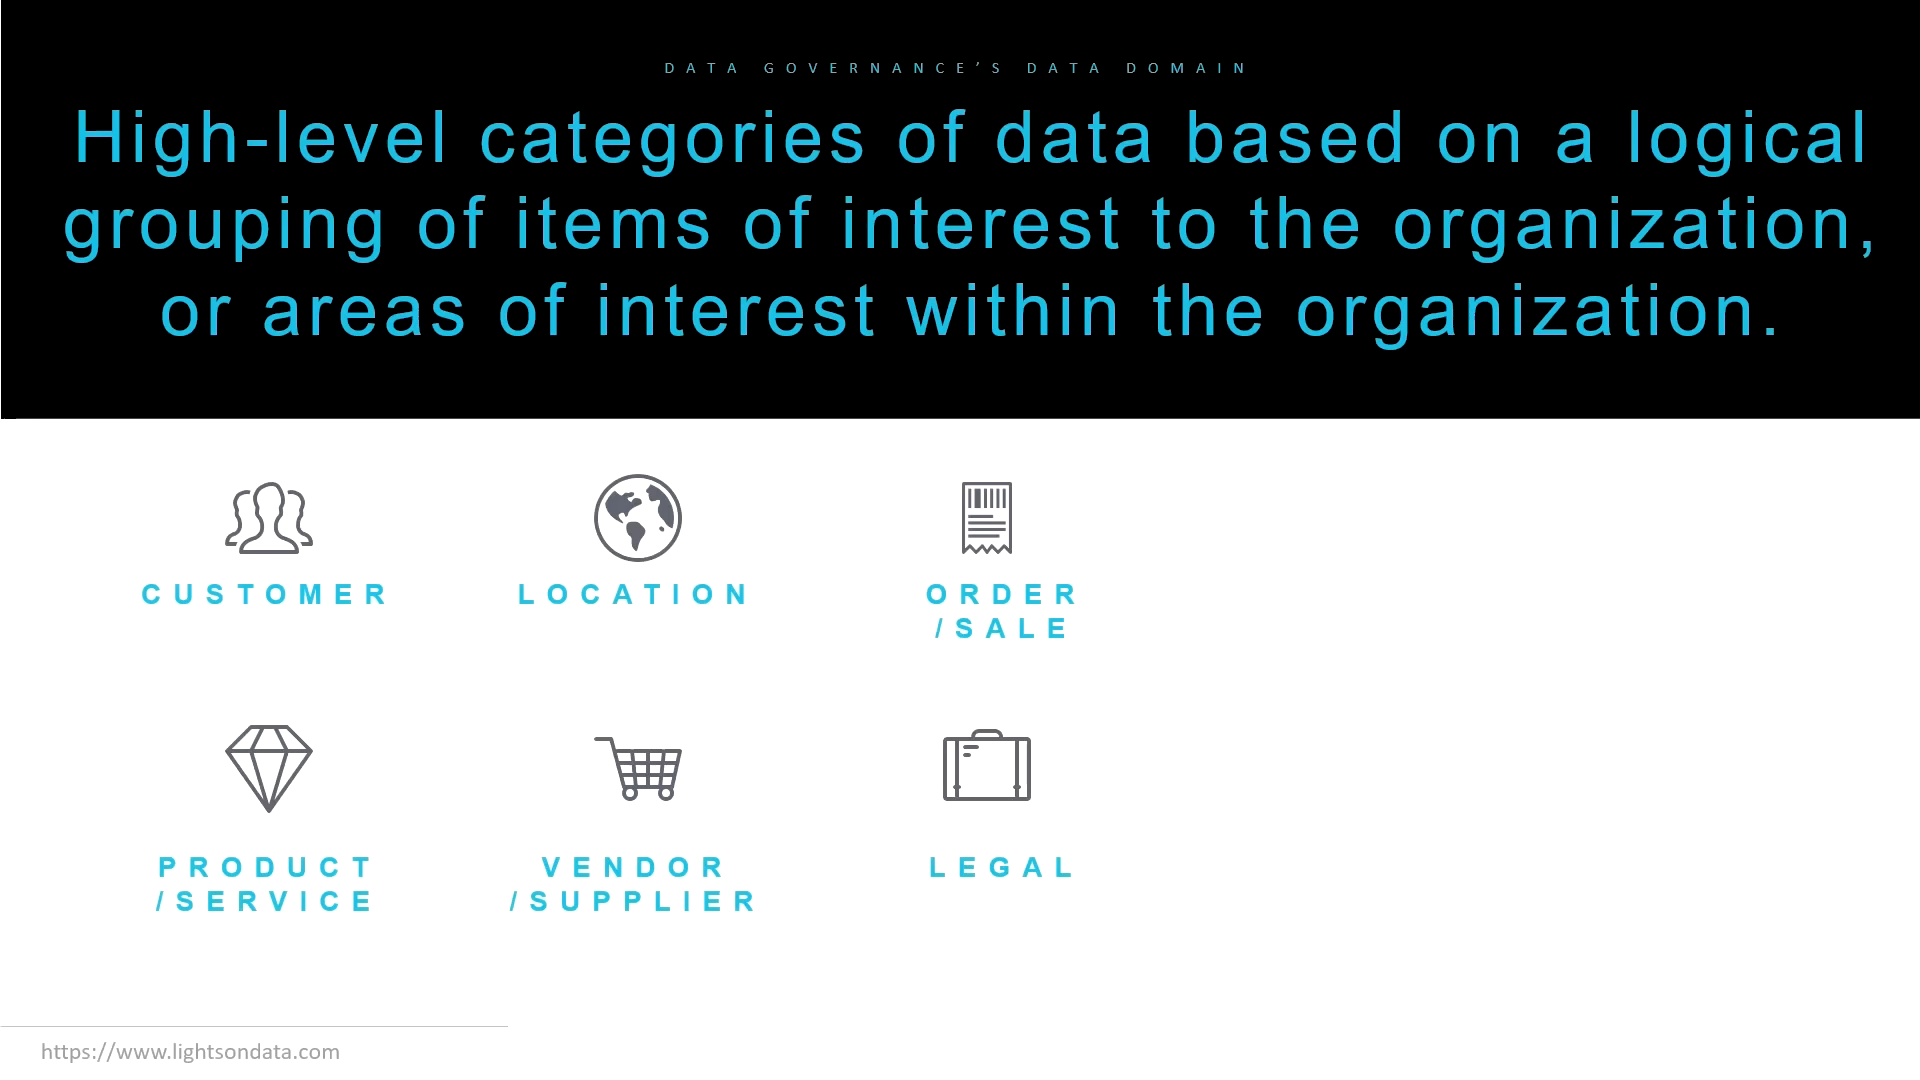 DATA GOVERNANCE’S DATA DOMAIN
High-level categories of data based on a logical
grouping of items of interest to the organization,
or areas of interest within the organization.
CUSTOMER
LOCATION
ORDER
/SALE
PRODUCT
/SERVICE
VENDOR
/SUPPLIER
LEGAL
https://www.lightsondata.com